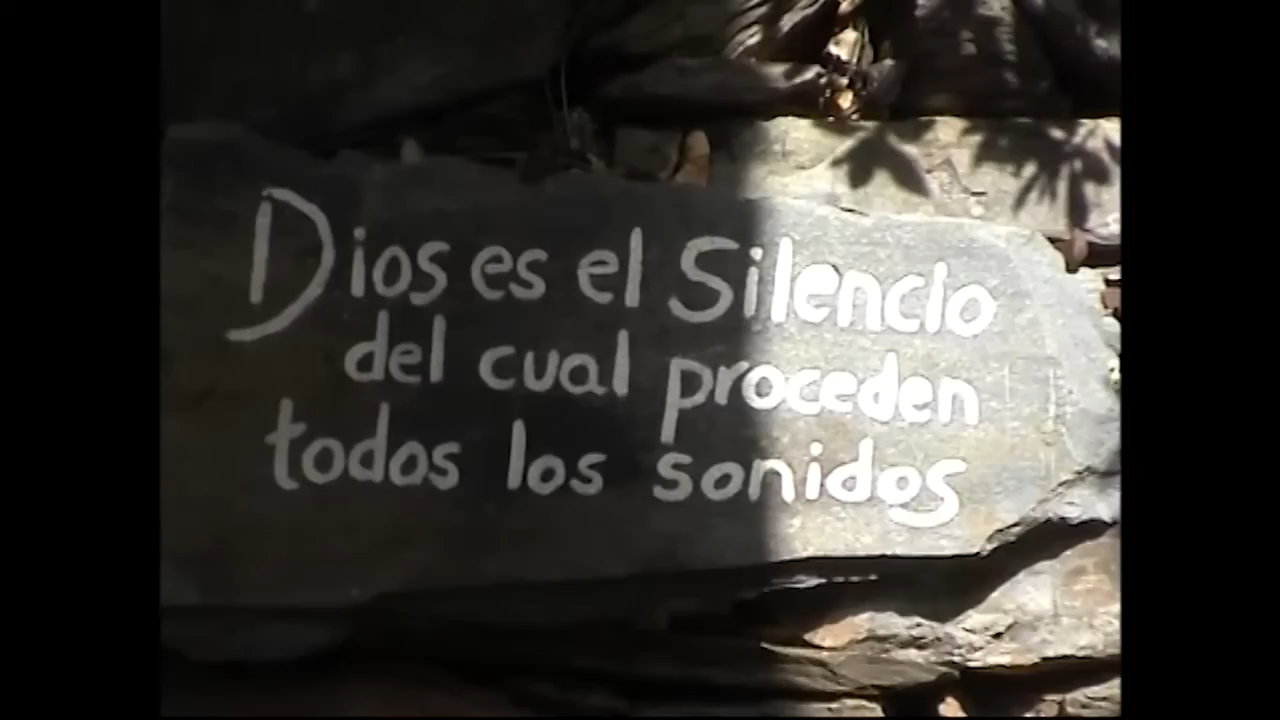 Dios es el Silencio
del cual proceden
todos los sonidos